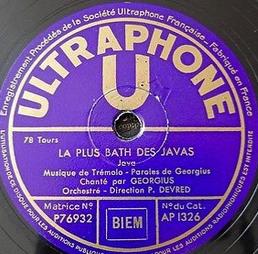 Enregistrement Procédés de la Société Ultraphone Française - Fabriqué en France
ULTRAPHONE
U
78 Tours
LA PLUS BATH DES JAVAS
Java
Musique de Trémolo - Paroles de Georgius
Chanté par GEORGIUS
Orchestre - Direction P. DEVRED
Matrice No
P76932
BIEM
No du Cat.
AP 1326